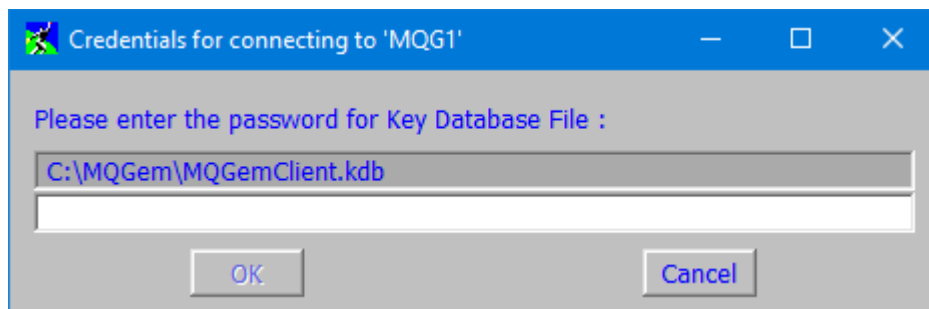 Credentials for connecting to 'MQG1'
Please enter the password for Key Database File :
C:\MQGem\MQGemClient.kdb
OK
Cancel